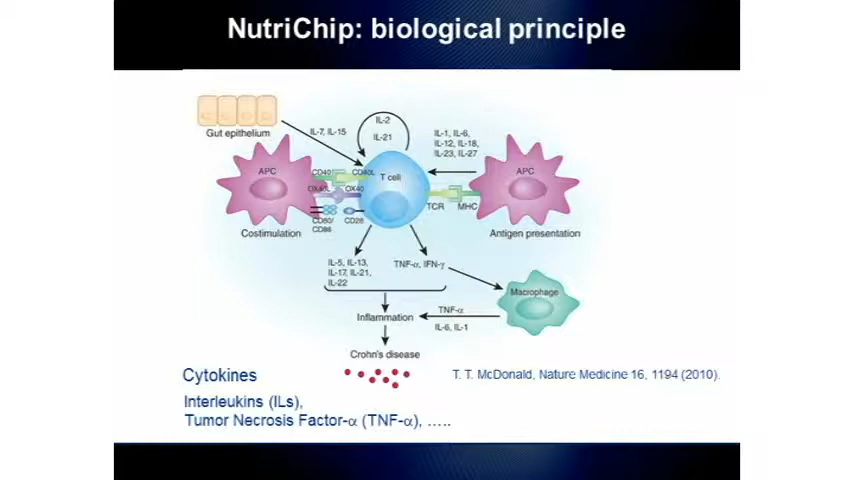 NutriChip: biological principle
Gut epithelium
IL-7, IL-15
IL-2
IL-21
IL-1, IL-6,
IL-12, IL-18,
IL-23, IL-27
APC
CD40
CD40L
T cell
APC
OX40L
OX40
TCR
MHC
CD80/
CD86
CD28
Costimulation
Antigen presentation
IL-5, IL-13,
IL-17, IL-21,
IL-22
TNF-α, IFN-γ
Macrophage
TNF-α
Inflammation
IL-6, IL-1
Crohn's disease
Cytokines
T. T. McDonald, Nature Medicine 16, 1194 (2010).
Interleukins (ILs),
Tumor Necrosis Factor-α (TNF-α), …..